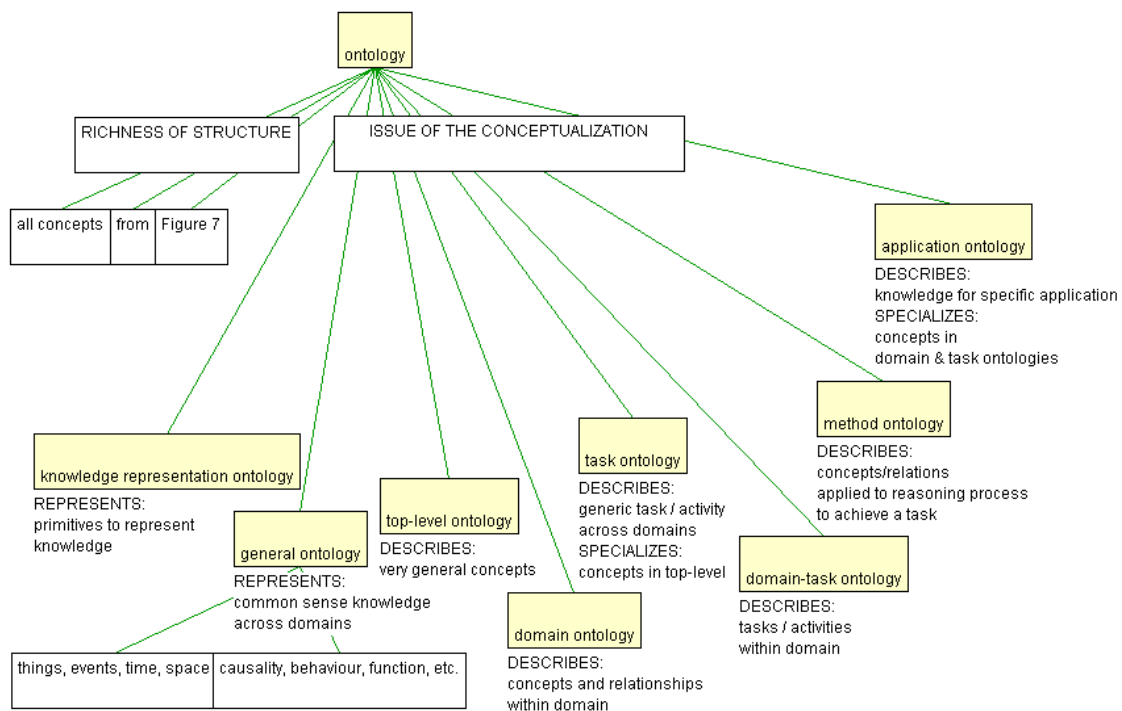 ontology
RICHNESS OF STRUCTURE
ISSUE OF THE CONCEPTUALIZATION
all concepts
from
Figure 7
application ontology
DESCRIBES:
knowledge for specific application
SPECIALIZES:
concepts in
domain & task ontologies
method ontology
DESCRIBES:
concepts/relations
applied to reasoning process
to achieve a task
knowledge representation ontology
REPRESENTS:
primitives to represent
knowledge
task ontology
DESCRIBES:
generic task / activity
across domains
SPECIALIZES:
concepts in top-level
top-level ontology
DESCRIBES:
very general concepts
general ontology
REPRESENTS:
common sense knowledge
across domains
domain-task ontology
DESCRIBES:
tasks / activities
within domain
domain ontology
DESCRIBES:
concepts and relationships
within domain
things, events, time, space
causality, behaviour, function, etc.